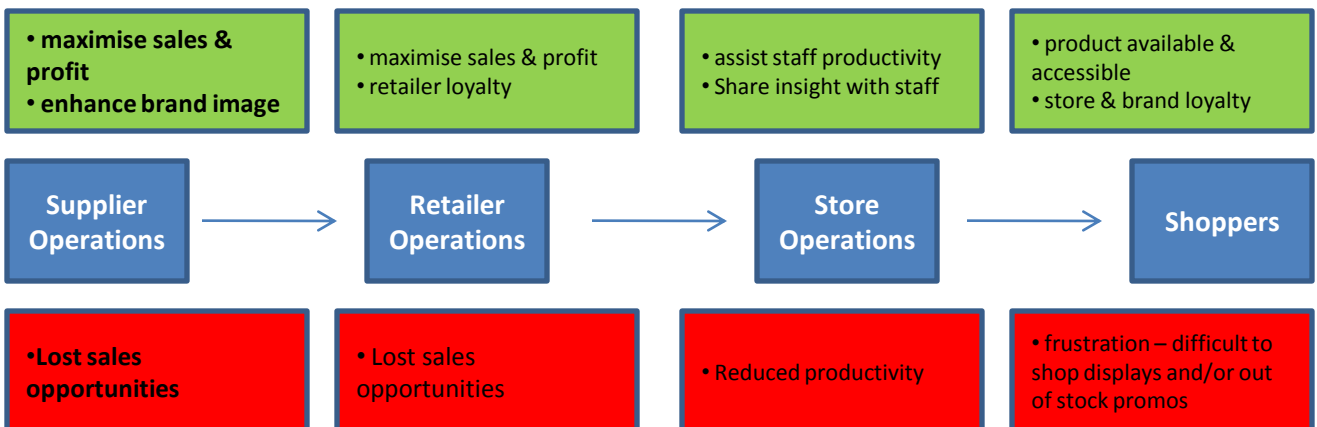 • maximise sales &
profit
• enhance brand image
• maximise sales & profit
• retailer loyalty
• assist staff productivity
• Share insight with staff
• product available &
accessible
• store & brand loyalty
Supplier
Operations
Retailer
Operations
Store
Operations
Shoppers
•Lost sales
opportunities
• Lost sales
opportunities
• Reduced productivity
• frustration – difficult to
shop displays and/or out
of stock promos